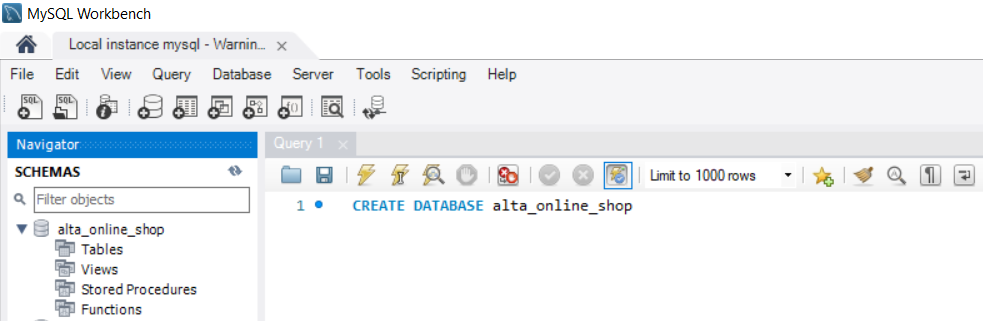 MySQL Workbench
Local instance mysql - Warnin...
File Edit View Query Database Server Tools Scripting Help
SQL SQL
Navigator
Query 1
SCHEMAS
Limit to 1000 rows
Filter objects
1 CREATE DATABASE alta_online_shop
alta_online_shop
Tables
Views
Stored Procedures
Functions